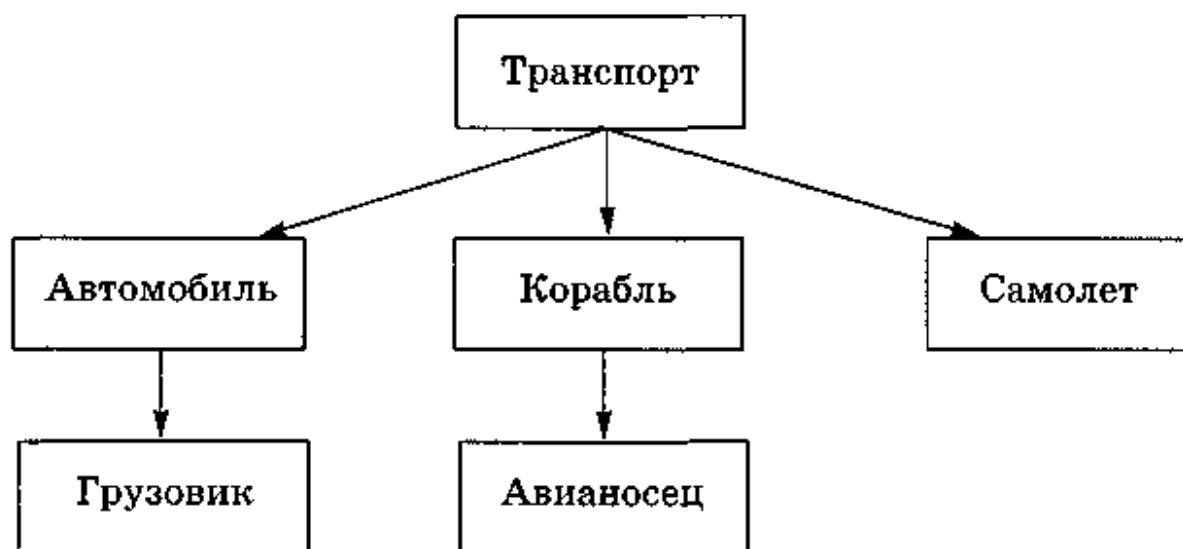 Транспорт
Автомобиль
Корабль
Самолет
Грузовик
Авианосец